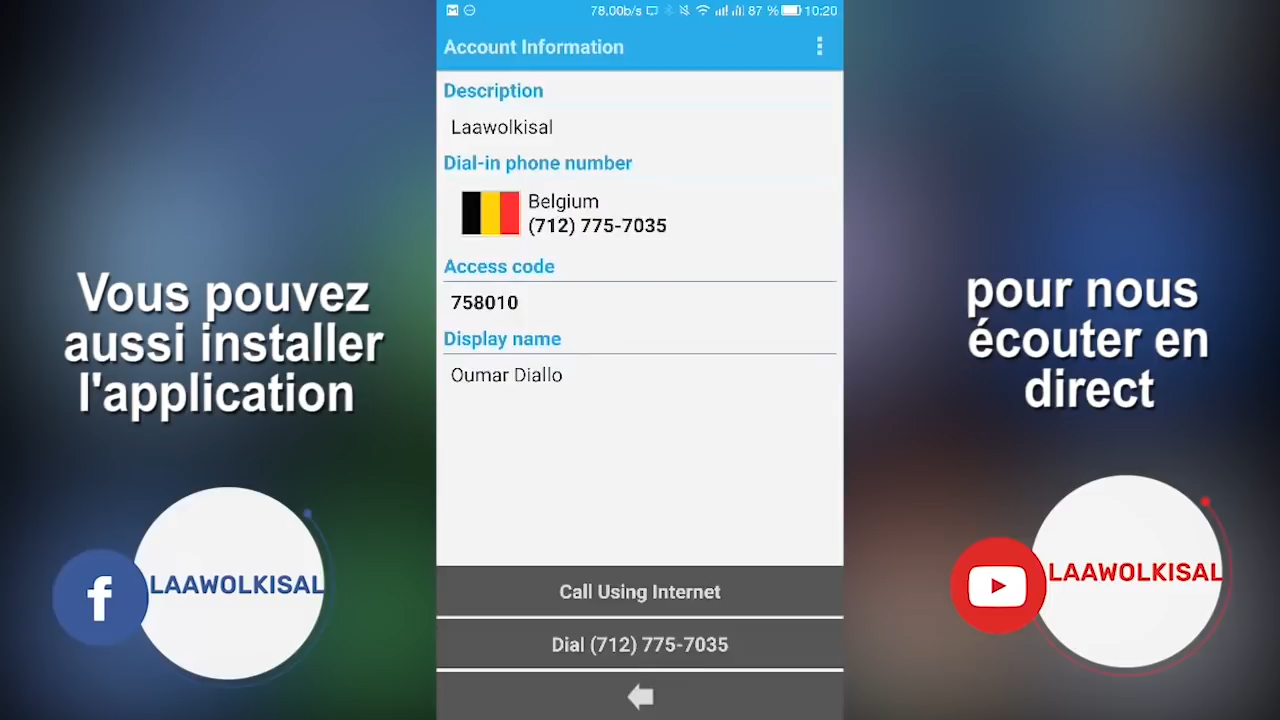 78,00b/s 87 % 10:20
Account Information
Description
Laawolkisal
Dial-in phone number
Belgium
(712) 775-7035
Access code
758010
Display name
Oumar Diallo
Call Using Internet
Dial (712) 775-7035
Vous pouvez
aussi installer
l'application
f LAAWOLKISAL
pour nous
écouter en
direct
LAAWOLKISAL